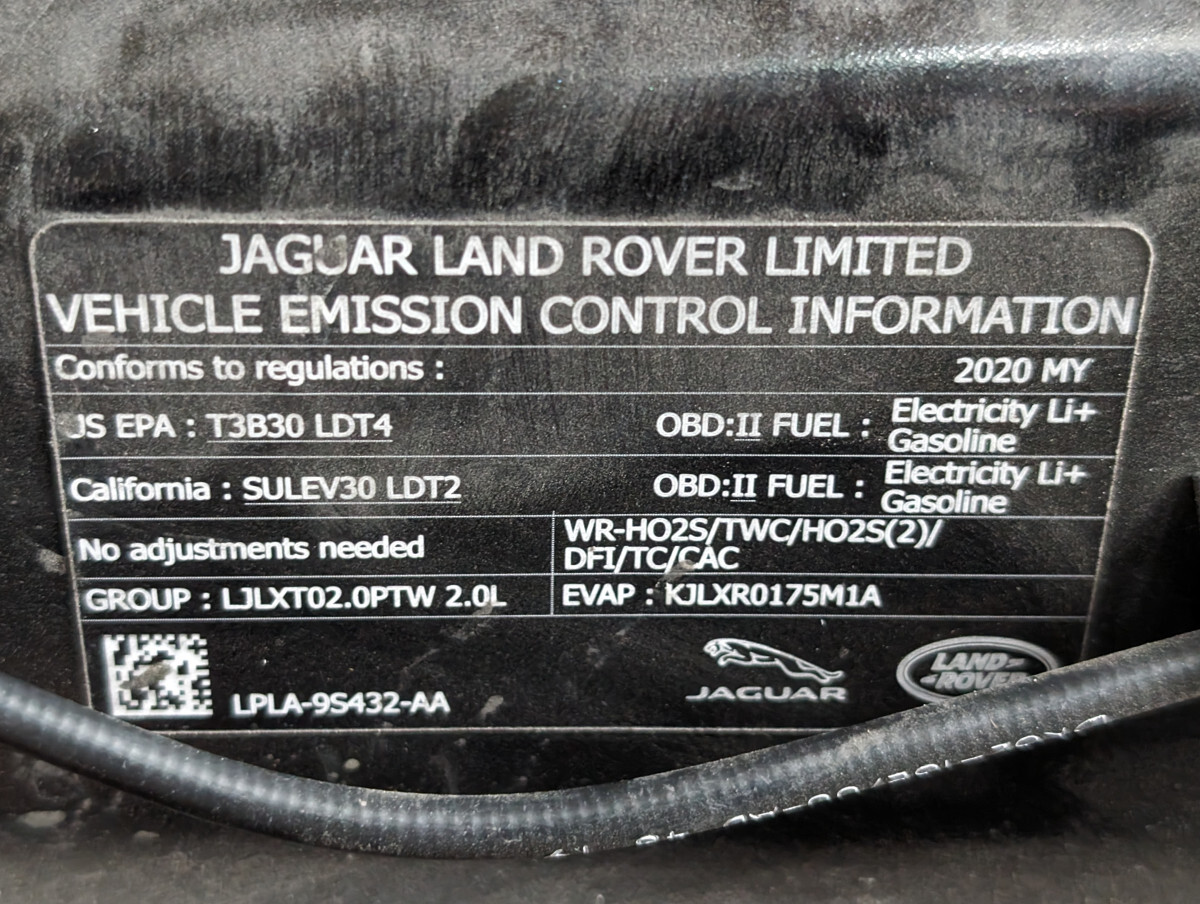 JAGUAR LAND ROVER LIMITED
VEHICLE EMISSION CONTROL INFORMATION
Conforms to regulations : 2020 MY
US EPA : T3B30 LDT4 OBD:II FUEL : Electricity Li+
Gasoline
California : SULEV30 LDT2 OBD:II FUEL : Electricity Li+
Gasoline
No adjustments needed WR-HO2S/TWC/HO2S(2)/
DFI/TC/CAC
GROUP : LJLXT02.0PTW 2.0L EVAP : KJLXR0175M1A
LPLA-9S432-AA
JAGUAR
LAND-
-ROVER